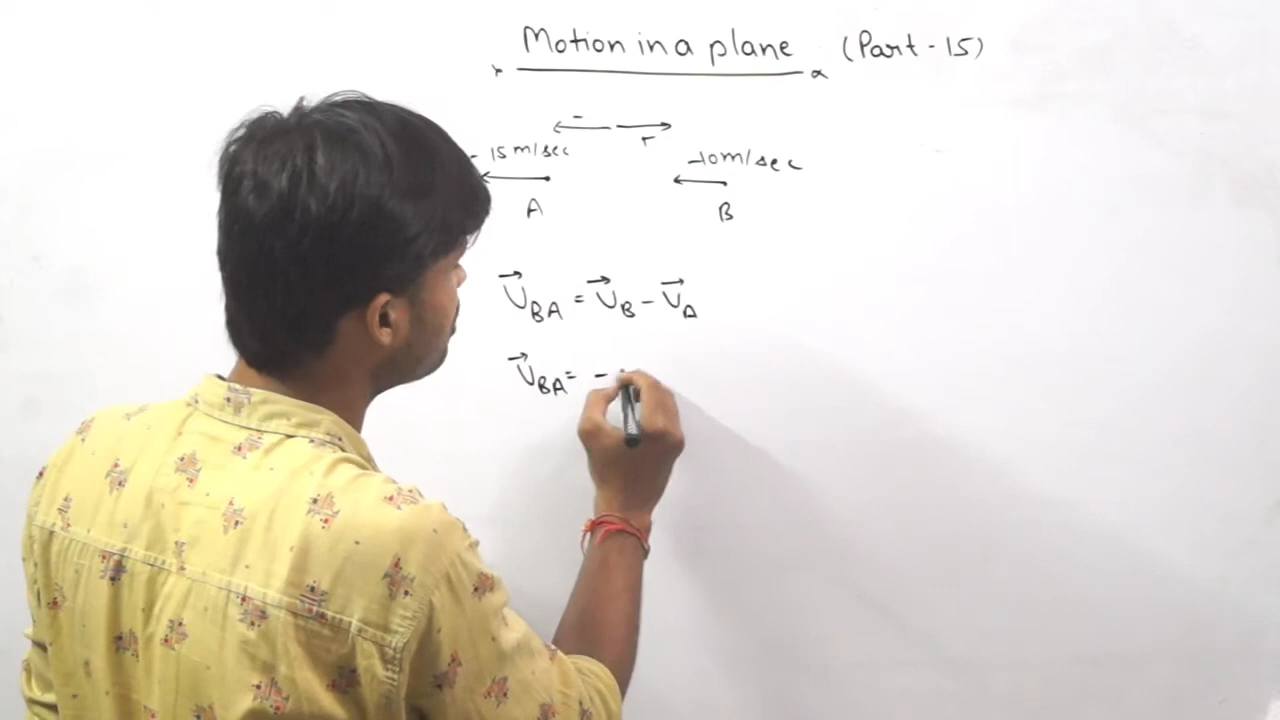 Motion in a plane (Part-15)
- +
- 15 m/sec -10 m/sec
A B
V⃗BA = V⃗B - V⃗A
V⃗BA = -